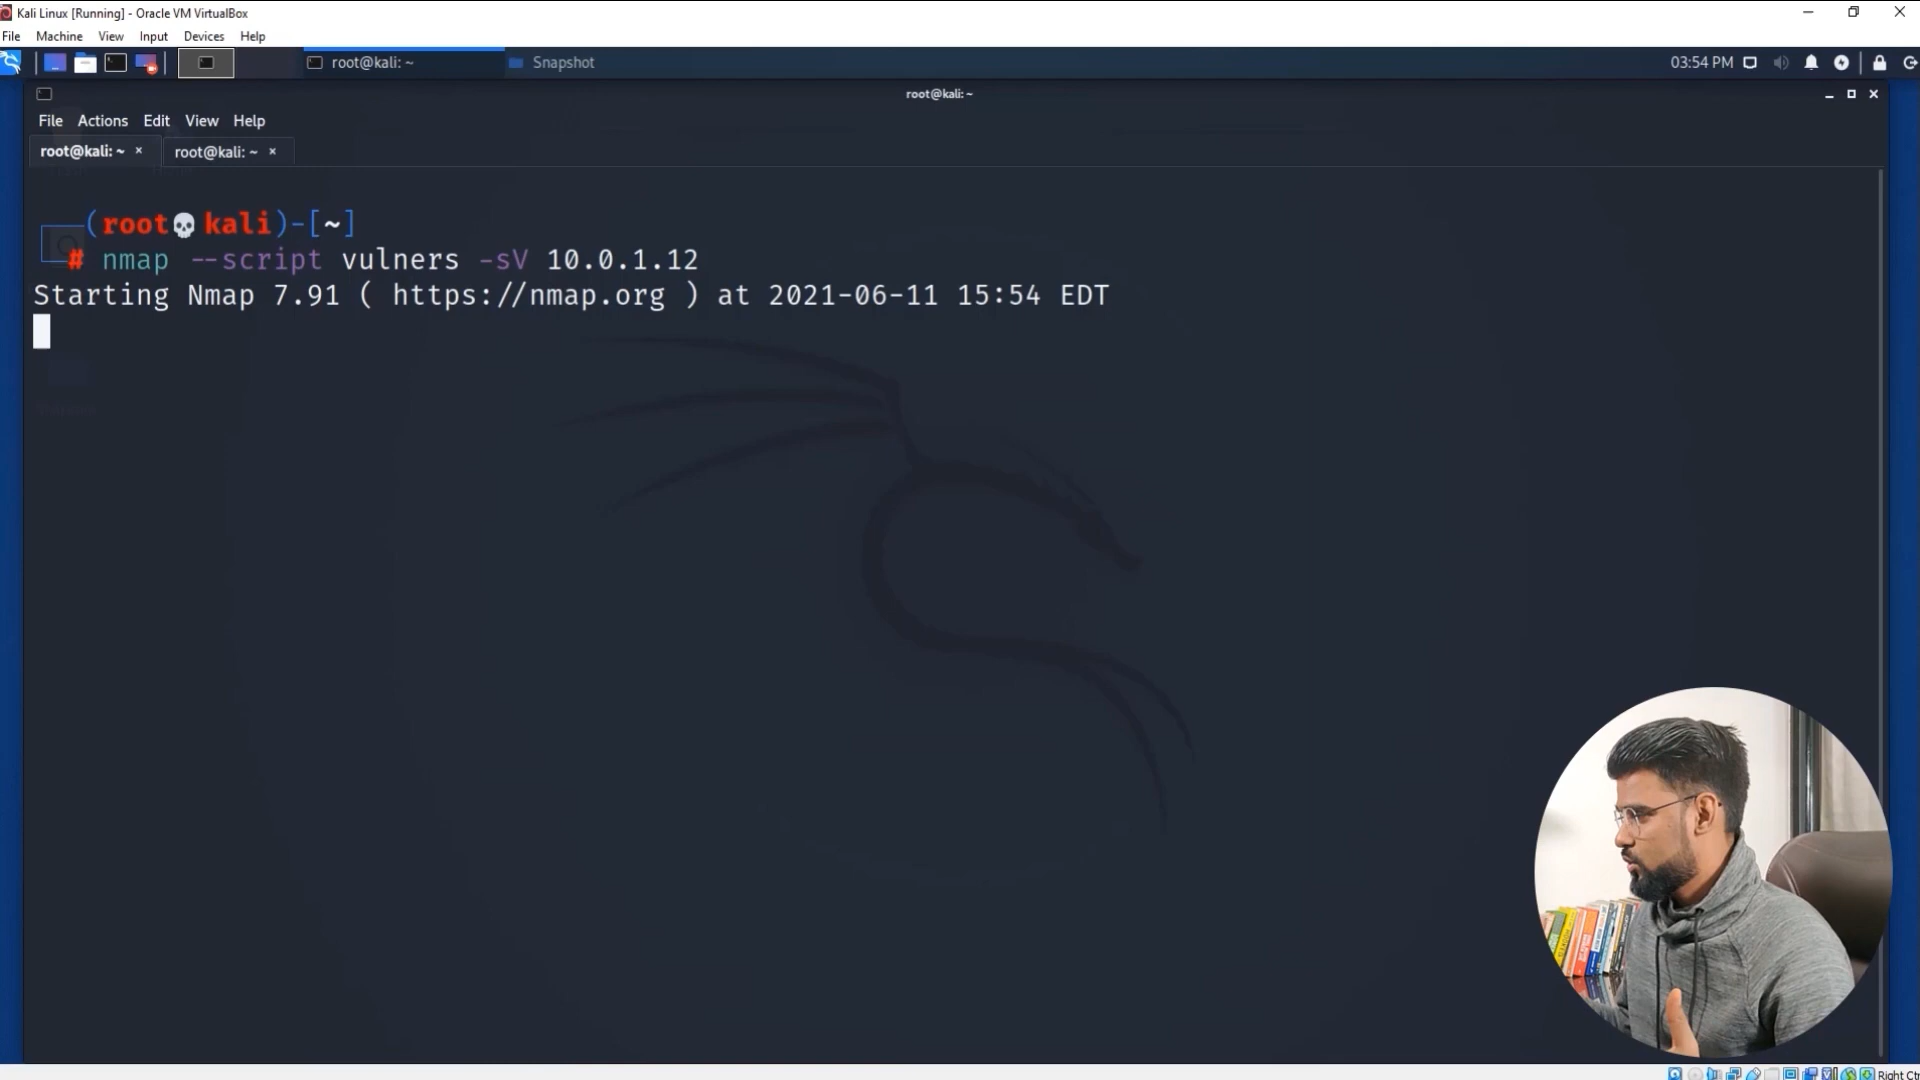 Kali Linux [Running] - Oracle VM VirtualBox
File Machine View Input Devices Help
root@kali: ~
Snapshot
03:54 PM
root@kali: ~
File Actions Edit View Help
root@kali: ~ ×
root@kali: ~ ×
(root💀kali)-[~]
# nmap --script vulners -sV 10.0.1.12
Starting Nmap 7.91 ( https://nmap.org ) at 2021-06-11 15:54 EDT
Right Ctr